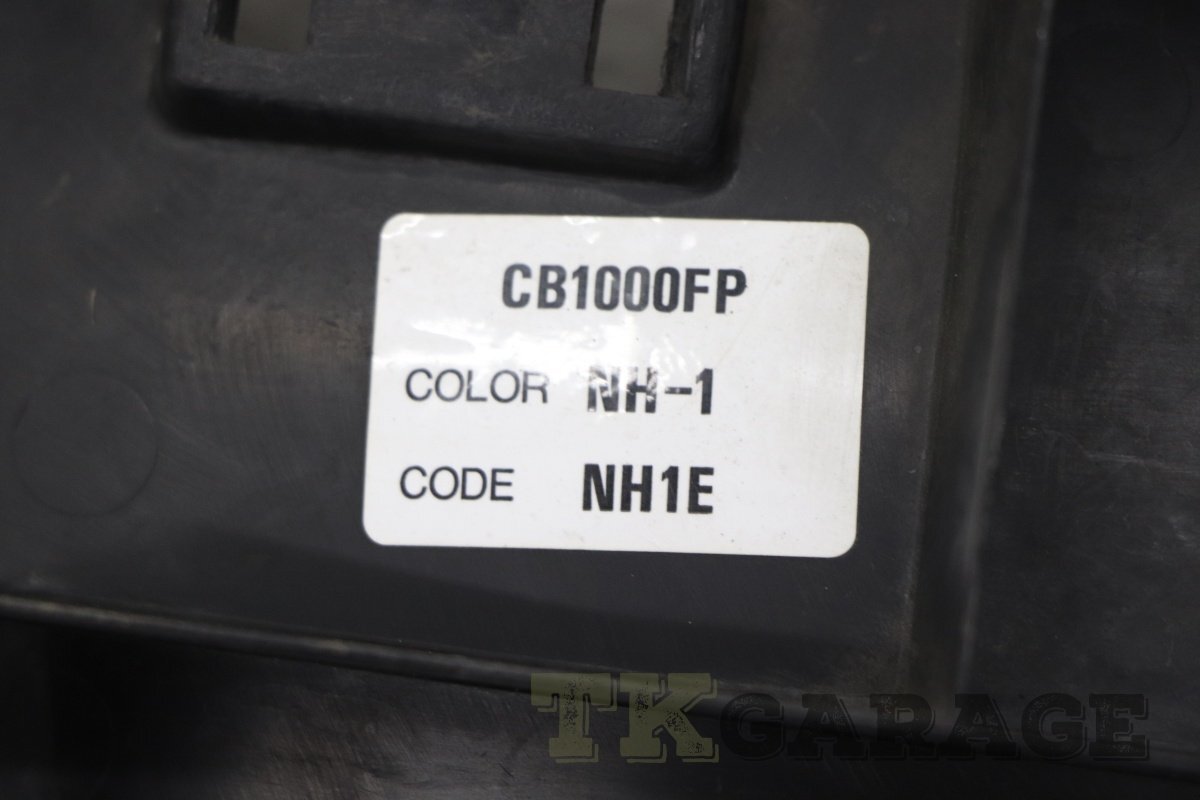 CB1000FP
COLOR NH-1
CODE NH1E
TKGARAGE